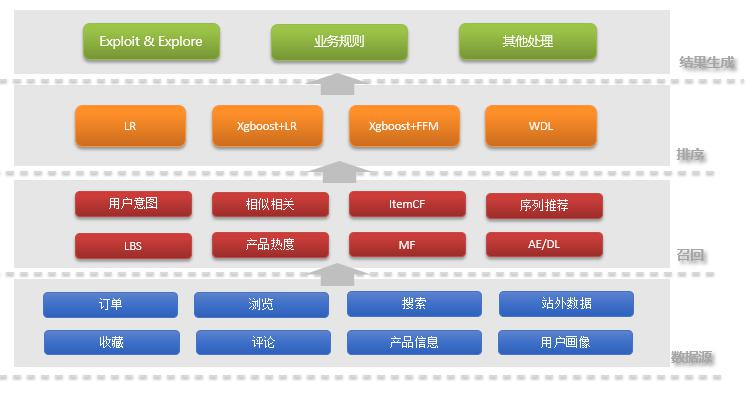 Exploit & Explore
业务规则
其他处理
结果生成
LR
Xgboost+LR
Xgboost+FFM
WDL
排序
用户意图
相似相关
ItemCF
序列推荐
LBS
产品热度
MF
AE/DL
召回
订单
浏览
搜索
站外数据
收藏
评论
产品信息
用户画像
数据源